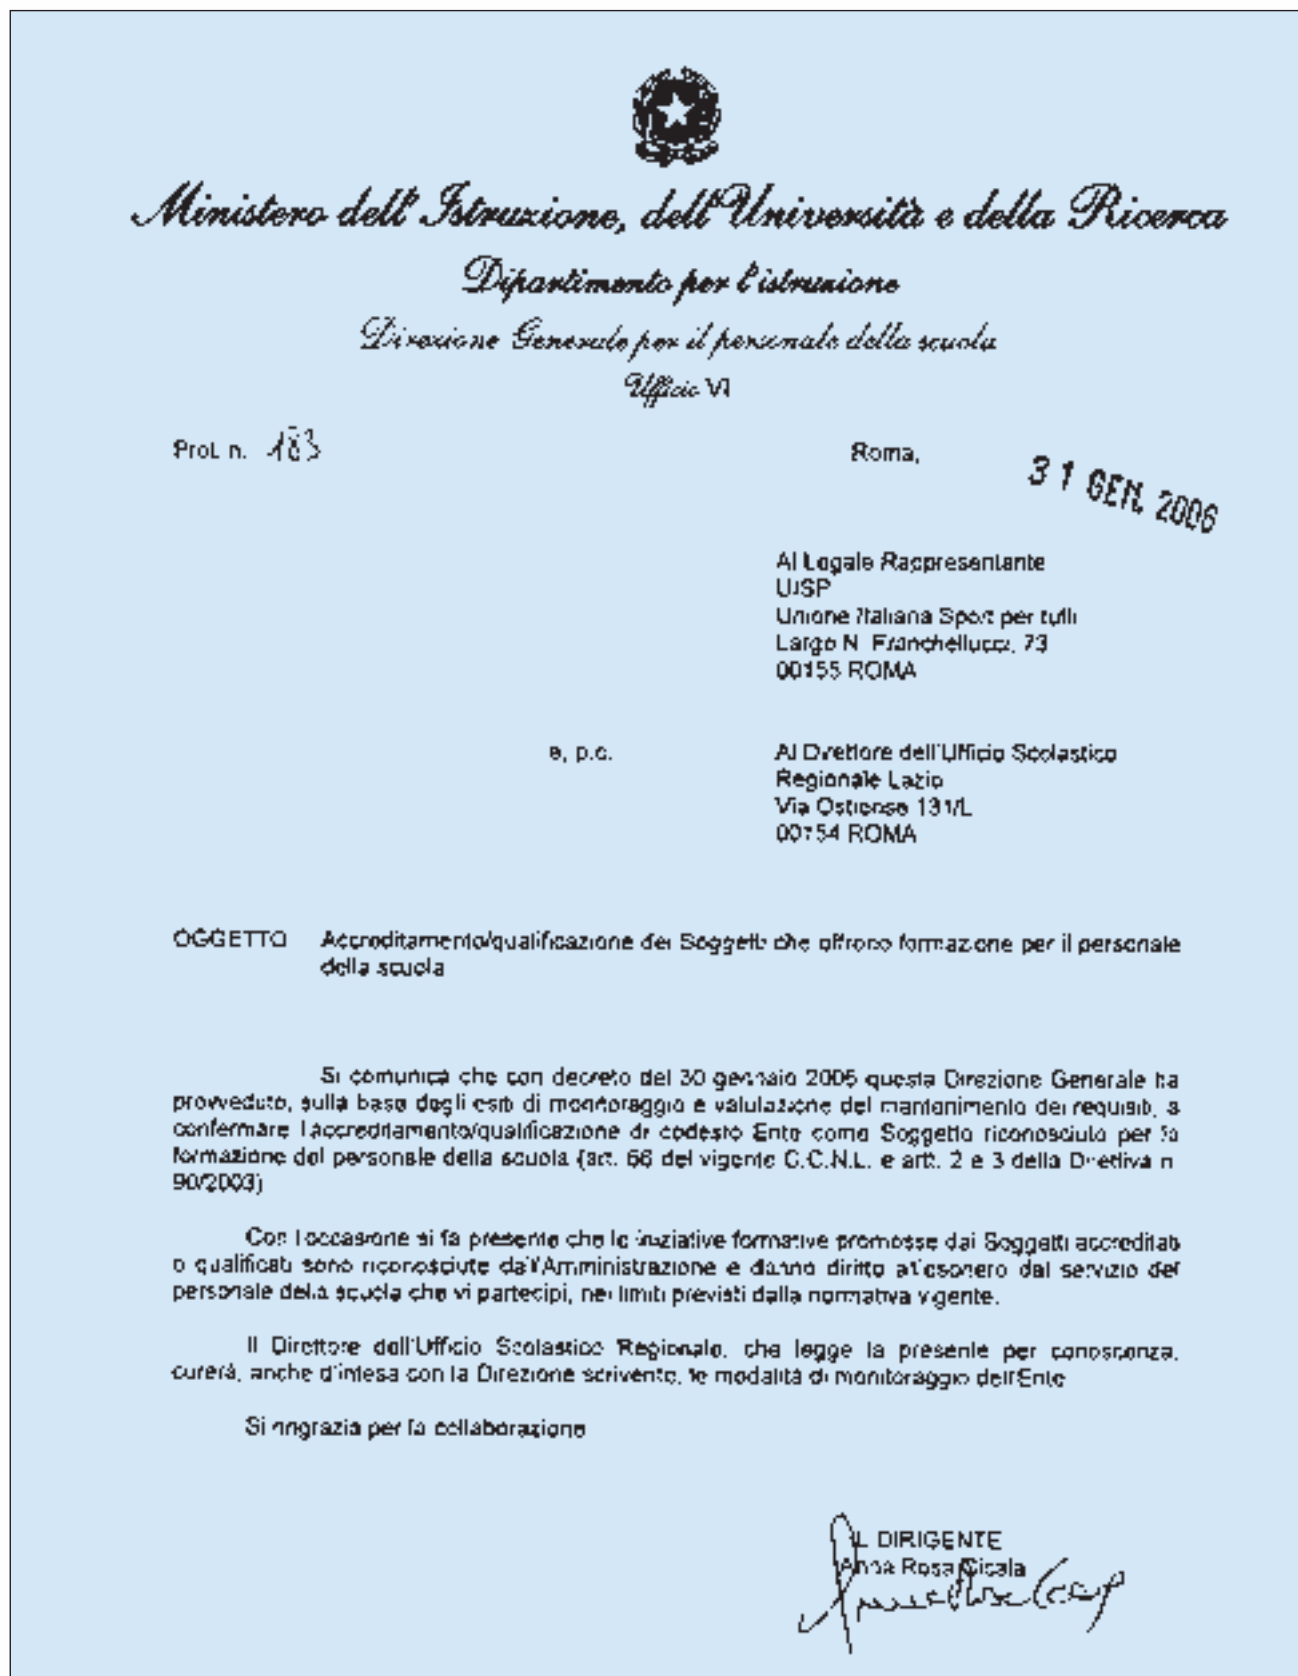 Ministero dell'Istruzione, dell'Università e della Ricerca
Dipartimento per l'istruzione
Direzione Generale per il personale della scuola
Ufficio VI
Prot. n. 183
Roma,
31 GEN. 2006
Al Legale Rappresentante
UISP
Unione Italiana Sport per tutti
Largo N. Franchellucci, 73
00155 ROMA
e, p.c.
Al Direttore dell'Ufficio Scolastico
Regionale Lazio
Via Ostiense 131/L
00154 ROMA
OGGETTO Accreditamento/qualificazione dei Soggetti che offrono formazione per il personale
della scuola
Si comunica che con decreto del 30 gennaio 2006 questa Direzione Generale ha
provveduto, sulla base degli esiti di monitoraggio e valutazione del mantenimento dei requisiti, a
confermare l'accreditamento/qualificazione di codesto Ente come Soggetto riconosciuto per la
formazione del personale della scuola (art. 66 del vigente C.C.N.L. e artt. 2 e 3 della Direttiva n.
90/2003)
Con l'occasione si fa presente che le iniziative formative promosse dai Soggetti accreditati
o qualificati sono riconosciute dall'Amministrazione e danno diritto all'esonero dal servizio del
personale della scuola che vi partecipi, nei limiti previsti dalla normativa vigente.
Il Direttore dell'Ufficio Scolastico Regionale, che legge la presente per conoscenza,
curerà, anche d'intesa con la Direzione scrivente, le modalità di monitoraggio dell'Ente
Si ringrazia per la collaborazione
IL DIRIGENTE
Anna Rosa Cicala